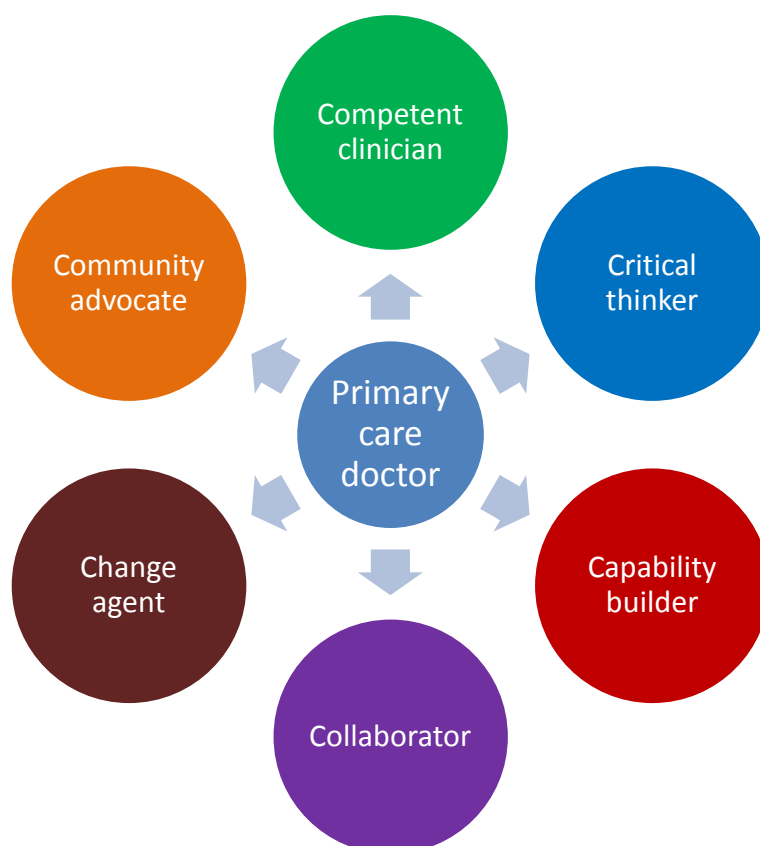 Competent
clinician
Community
advocate
Critical
thinker
Primary
care
doctor
Change
agent
Capability
builder
Collaborator